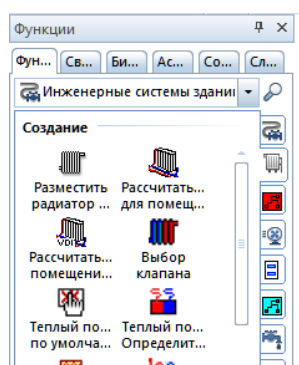 Функции
Фун... Св... Би... Ас... Со... Сл...
Инженерные системы здани
Создание
Разместить Рассчитать...
радиатор ... для помещ...
VDI
Рассчитать... Выбор
помещени... клапана
Теплый по... Теплый по...
по умолча... Определит...